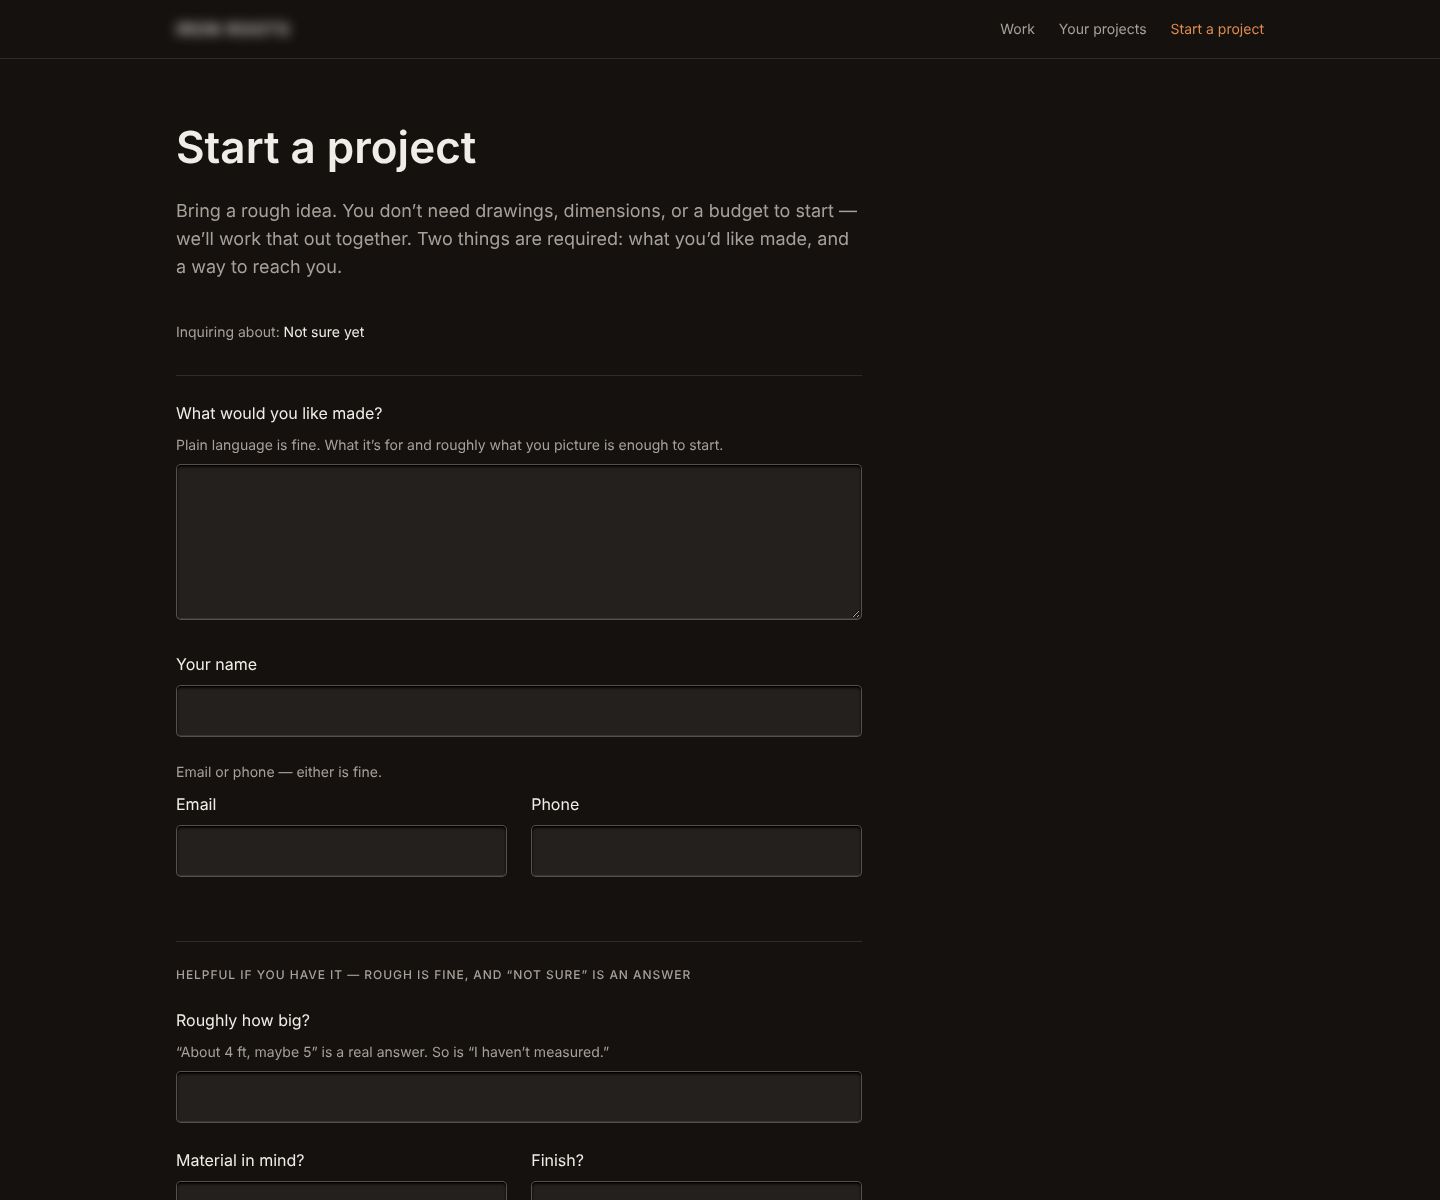 Work
Your projects
Start a project
Start a project
Bring a rough idea. You don’t need drawings, dimensions, or a budget to start —
we’ll work that out together. Two things are required: what you’d like made, and
a way to reach you.
Inquiring about: Not sure yet
What would you like made?
Plain language is fine. What it’s for and roughly what you picture is enough to start.
Your name
Email or phone — either is fine.
Email
Phone
HELPFUL IF YOU HAVE IT — ROUGH IS FINE, AND “NOT SURE” IS AN ANSWER
Roughly how big?
“About 4 ft, maybe 5” is a real answer. So is “I haven’t measured.”
Material in mind?
Finish?